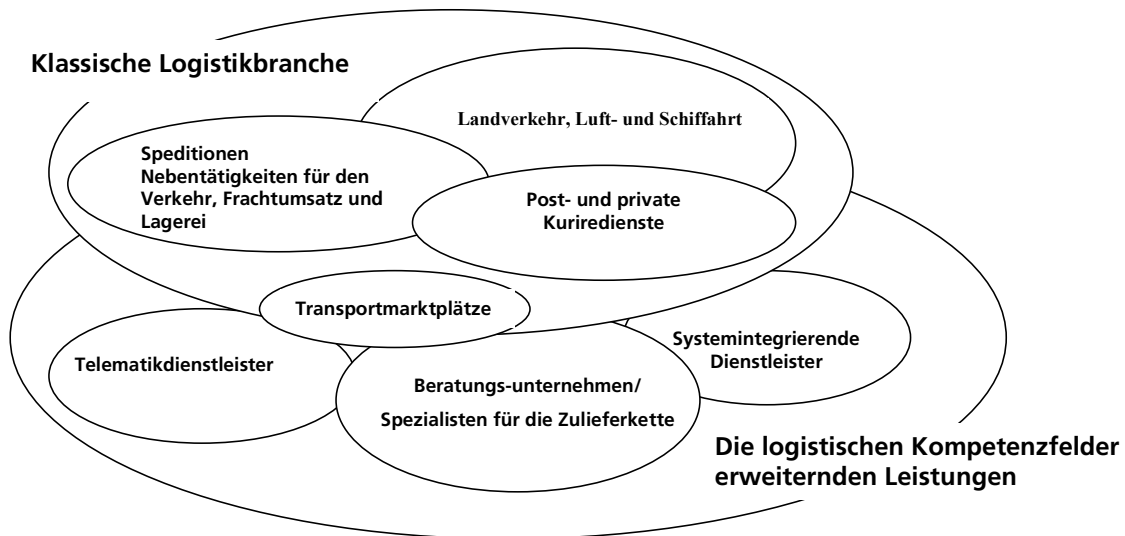 Klassische Logistikbranche
Landverkehr, Luft- und Schiffahrt
Speditionen
Nebentätigkeiten für den
Verkehr, Frachtumsatz und
Lagerei
Post- und private
Kuriredienste
Transportmarktplätze
Telematikdienstleister
Systemintegrierende
Dienstleister
Beratungs-unternehmen/
Spezialisten für die Zulieferkette
Die logistischen Kompetenzfelder
erweiternden Leistungen